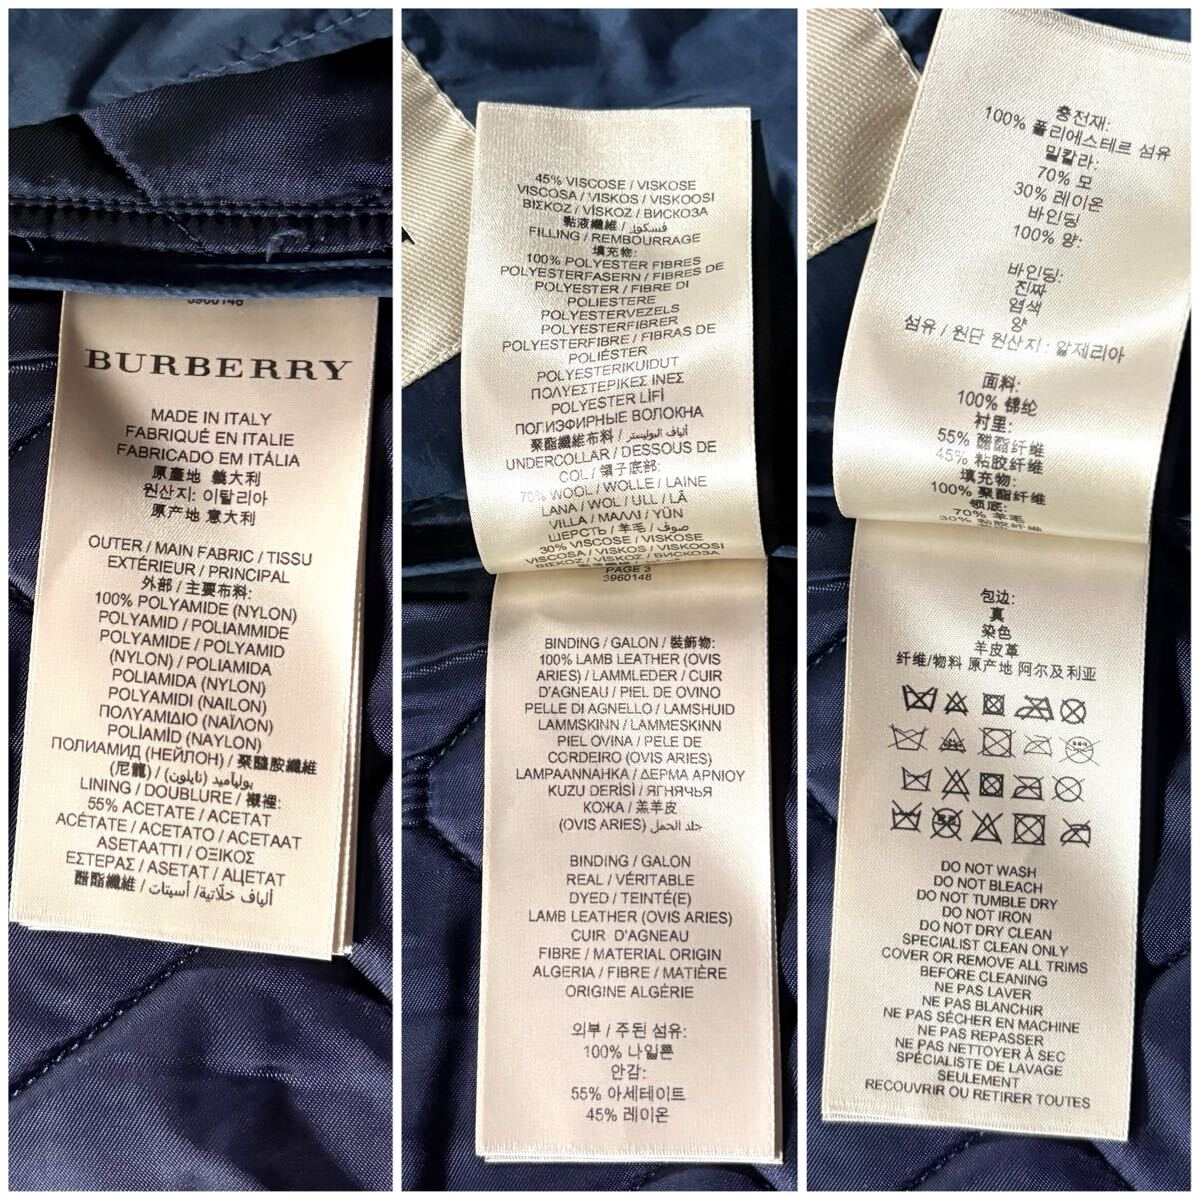 3960148
BURBERRY
MADE IN ITALY
FABRIQUÉ EN ITALIE
FABRICADO EM ITÁLIA
原產地 義大利
원산지: 이탈리아
原产地 意大利
OUTER / MAIN FABRIC / TISSU
EXTÉRIEUR / PRINCIPAL
外部 / 主要布料:
100% POLYAMIDE (NYLON)
POLYAMID / POLIAMMIDE
POLYAMIDE / POLYAMID
(NYLON) / POLIAMIDA
POLIAMIDA (NYLON)
POLYAMIDI (NAILON)
ΠΟΛΥΑΜΙΔΙΟ (ΝΑΪΛΟΝ)
POLİAMİD (NAYLON)
ПОЛИАМИД (НЕЙЛОН) / 聚醯胺纖維
(尼龍) / بولياميد (نايلون)
LINING / DOUBLURE / 襯裡:
55% ACETATE / ACETAT
ACÉTATE / ACETATO / ACETAAT
ASETAATTI / ΟΞΙΚΟΣ
ΕΣΤΕΡΑΣ / ASETAT / АЦЕТАТ
醋酯纖維 / ألياف خلّاتية / أسيتات
45% VISCOSE / VISKOSE
VISCOSA / VISKOS / VISKOOSI
ΒΙΣΚΟΖ / VİSKOZ / ВИСКОЗА
黏液纖維 / فسكوز
FILLING / REMBOURRAGE
填充物:
100% POLYESTER FIBRES
POLYESTERFASERN / FIBRES DE
POLYESTER / FIBRE DI
POLIESTERE
POLYESTERVEZELS
POLYESTERFIBRER
POLYESTERFIBRE / FIBRAS DE
POLIÉSTER
POLYESTERIKUIDUT
ΠΟΛΥΕΣΤΕΡΙΚΕΣ ΙΝΕΣ
POLYESTER LİFİ
ПОЛИЭФИРНЫЕ ВОЛОКНА
聚酯纖維布料 / ألياف البوليستر
UNDERCOLLAR / DESSOUS DE
COL / 領子底部:
70% WOOL / WOLLE / LAINE
LANA / WOL / ULL / LÃ
VILLA / ΜΑΛΛΙ / YÜN
ШЕРСТЬ / 羊毛 / صوف
30% VISCOSE / VISKOSE
VISCOSA / VISKOS / VISKOOSI
ΒΙΣΚΟΖ / VİSKOZ / ВИСКОЗА
PAGE 3
3960148
BINDING / GALON / 裝飾物:
100% LAMB LEATHER (OVIS
ARIES) / LAMMLEDER / CUIR
D'AGNEAU / PIEL DE OVINO
PELLE DI AGNELLO / LAMSHUID
LAMMSKINN / LAMMESKINN
PIEL OVINA / PELE DE
CORDEIRO (OVIS ARIES)
LAMPAANNAHKA / ΔΕΡΜΑ ΑΡΝΙΟΥ
KUZU DERİSİ / ЯГНЯЧЬЯ
КОЖА / 羔羊皮
(OVIS ARIES) جلد الحمل /
BINDING / GALON
REAL / VÉRITABLE
DYED / TEINTÉ(E)
LAMB LEATHER (OVIS ARIES)
CUIR D'AGNEAU
FIBRE / MATERIAL ORIGIN
ALGERIA / FIBRE / MATIÈRE
ORIGINE ALGÉRIE
외부 / 주된 섬유:
100% 나일론
안감:
55% 아세테이트
45% 레이온
충전재:
100% 폴리에스테르 섬유
밑칼라:
70% 모
30% 레이온
바인딩
100% 양:
바인딩:
진짜
염색
양
섬유 / 원단 원산지 : 알제리아
面料:
100% 锦纶
衬里:
55% 醋酯纤维
45% 粘胶纤维
填充物:
100% 聚酯纤维
领底:
70% 羊毛
30% 粘胶纤维
包边:
真
染色
羊皮革
纤维/物料 原产地 阿尔及利亚
DO NOT WASH
DO NOT BLEACH
DO NOT TUMBLE DRY
DO NOT IRON
DO NOT DRY CLEAN
SPECIALIST CLEAN ONLY
COVER OR REMOVE ALL TRIMS
BEFORE CLEANING
NE PAS LAVER
NE PAS BLANCHIR
NE PAS SÉCHER EN MACHINE
NE PAS REPASSER
NE PAS NETTOYER À SEC
SPÉCIALISTE DE LAVAGE
SEULEMENT
RECOUVRIR OU RETIRER TOUTES